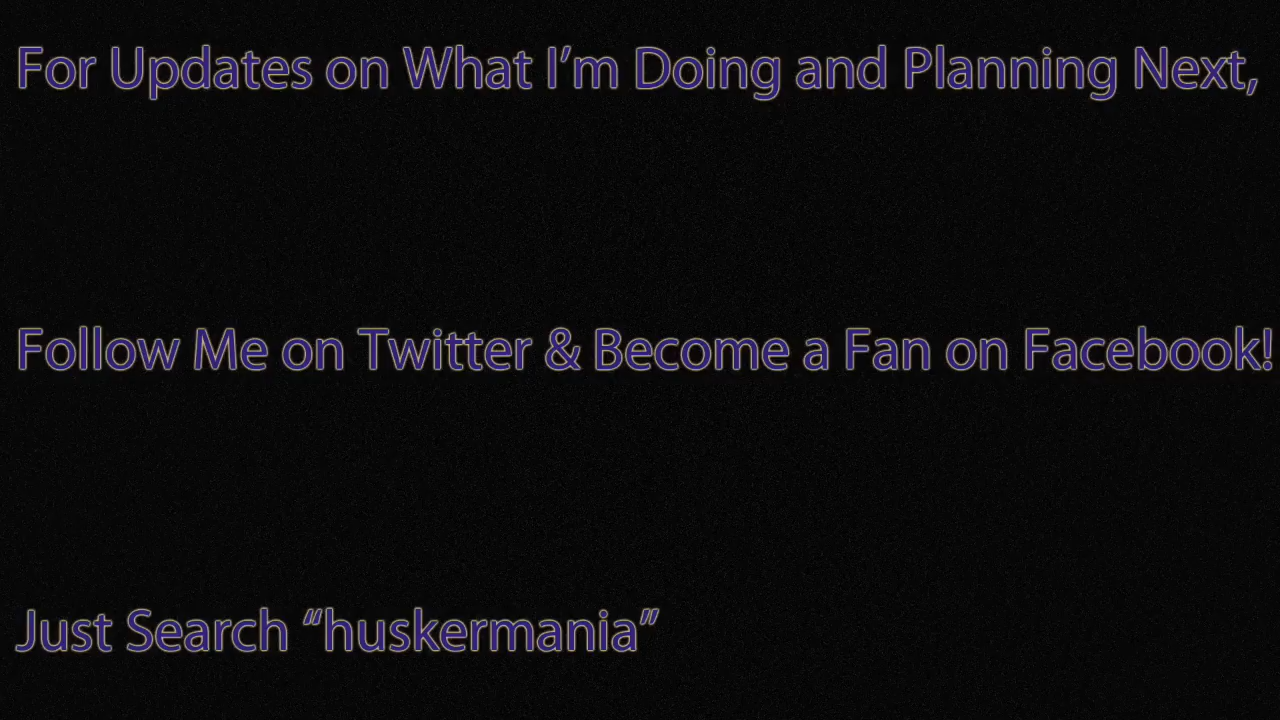 For Updates on What I’m Doing and Planning Next,
Follow Me on Twitter & Become a Fan on Facebook!
Just Search “huskermania”